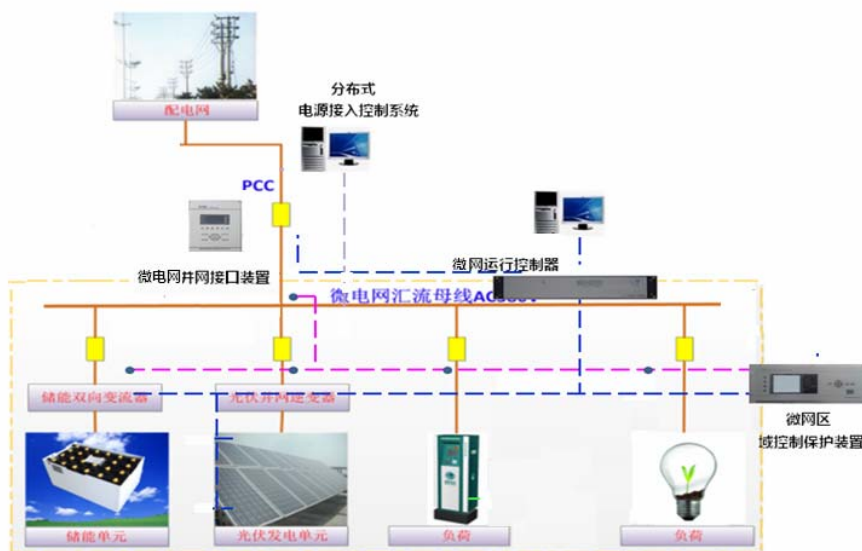 配电网
分布式
电源接入控制系统
PCC
微电网并网接口装置
微网运行控制器
微电网汇流母线
储能双向变流器
光伏并网逆变器
微网区
域控制保护装置
储能单元
光伏发电单元
负荷
负荷